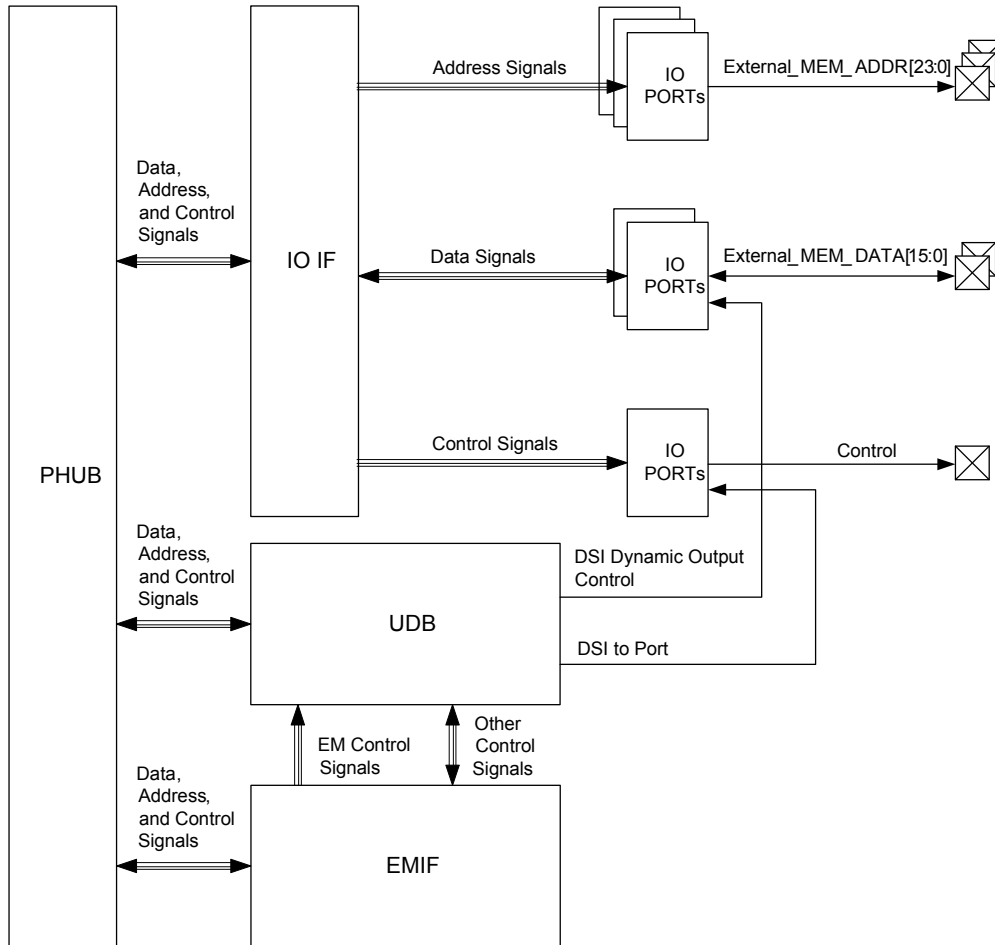 Address Signals
IO
PORTs
External_MEM_ADDR[23:0]
Data,
Address,
and Control
Signals
IO IF
Data Signals
IO
PORTs
External_MEM_DATA[15:0]
PHUB
Control Signals
IO
PORTs
Control
Data,
Address,
and Control
Signals
UDB
DSI Dynamic Output
Control
DSI to Port
EM Control
Signals
Other
Control
Signals
Data,
Address,
and Control
Signals
EMIF